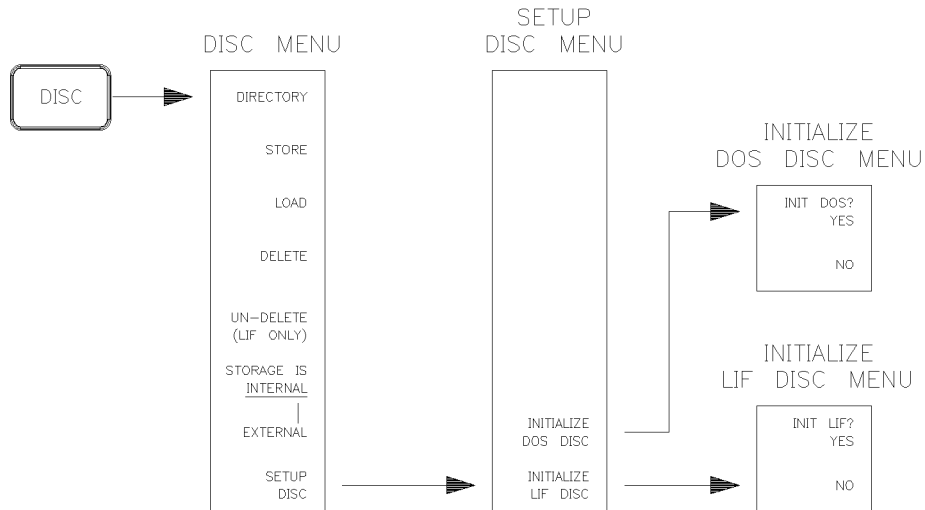 DISC
DISC MENU
DIRECTORY
STORE
LOAD
DELETE
UN-DELETE
(LIF ONLY)
STORAGE IS
INTERNAL
EXTERNAL
SETUP
DISC
SETUP
DISC MENU
INITIALIZE
DOS DISC
INITIALIZE
LIF DISC
INITIALIZE
DOS DISC MENU
INIT DOS?
YES
NO
INITIALIZE
LIF DISC MENU
INIT LIF?
YES
NO